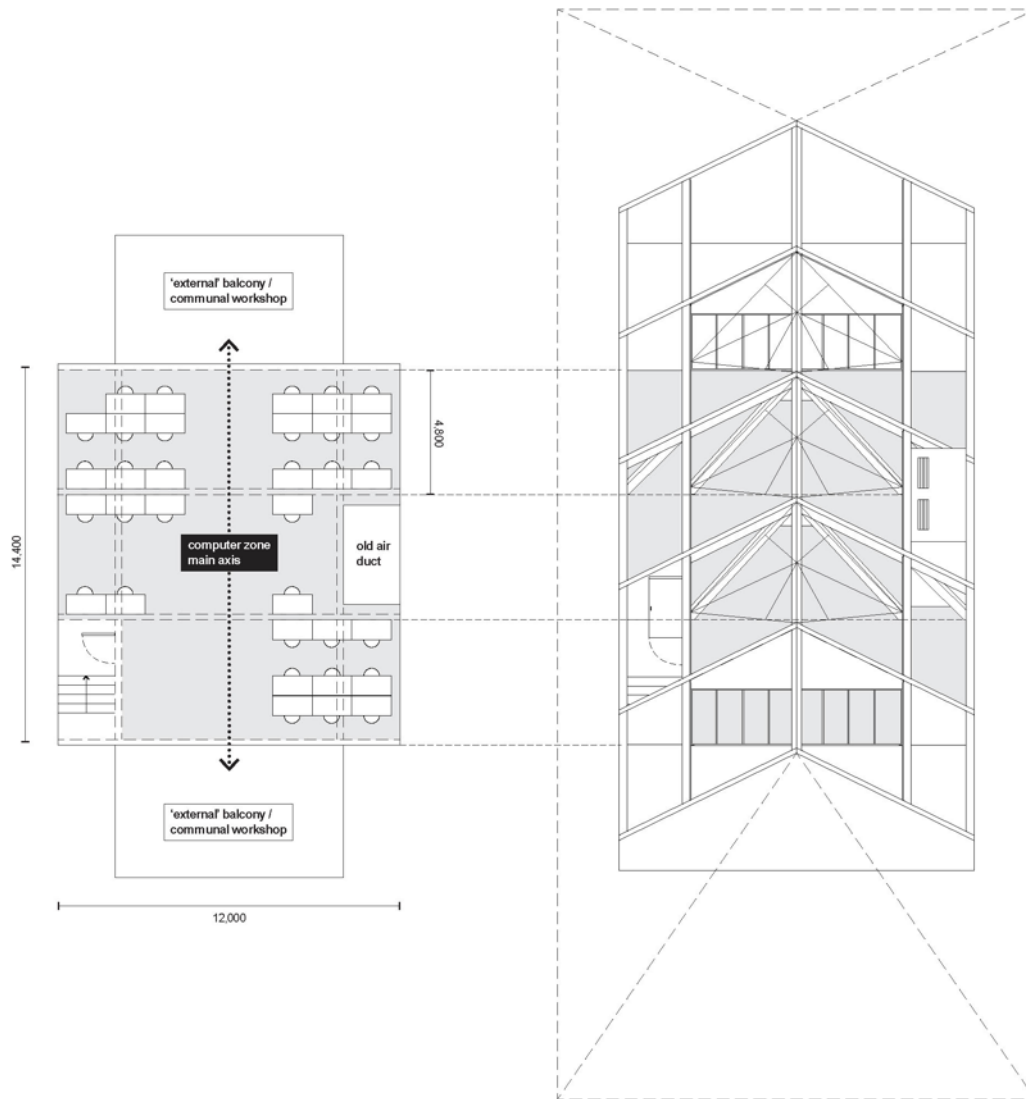 'external' balcony /
communal workshop
4,800
14.400
computer zone
main axis
old air
duct
'external' balcony /
communal workshop
12,000